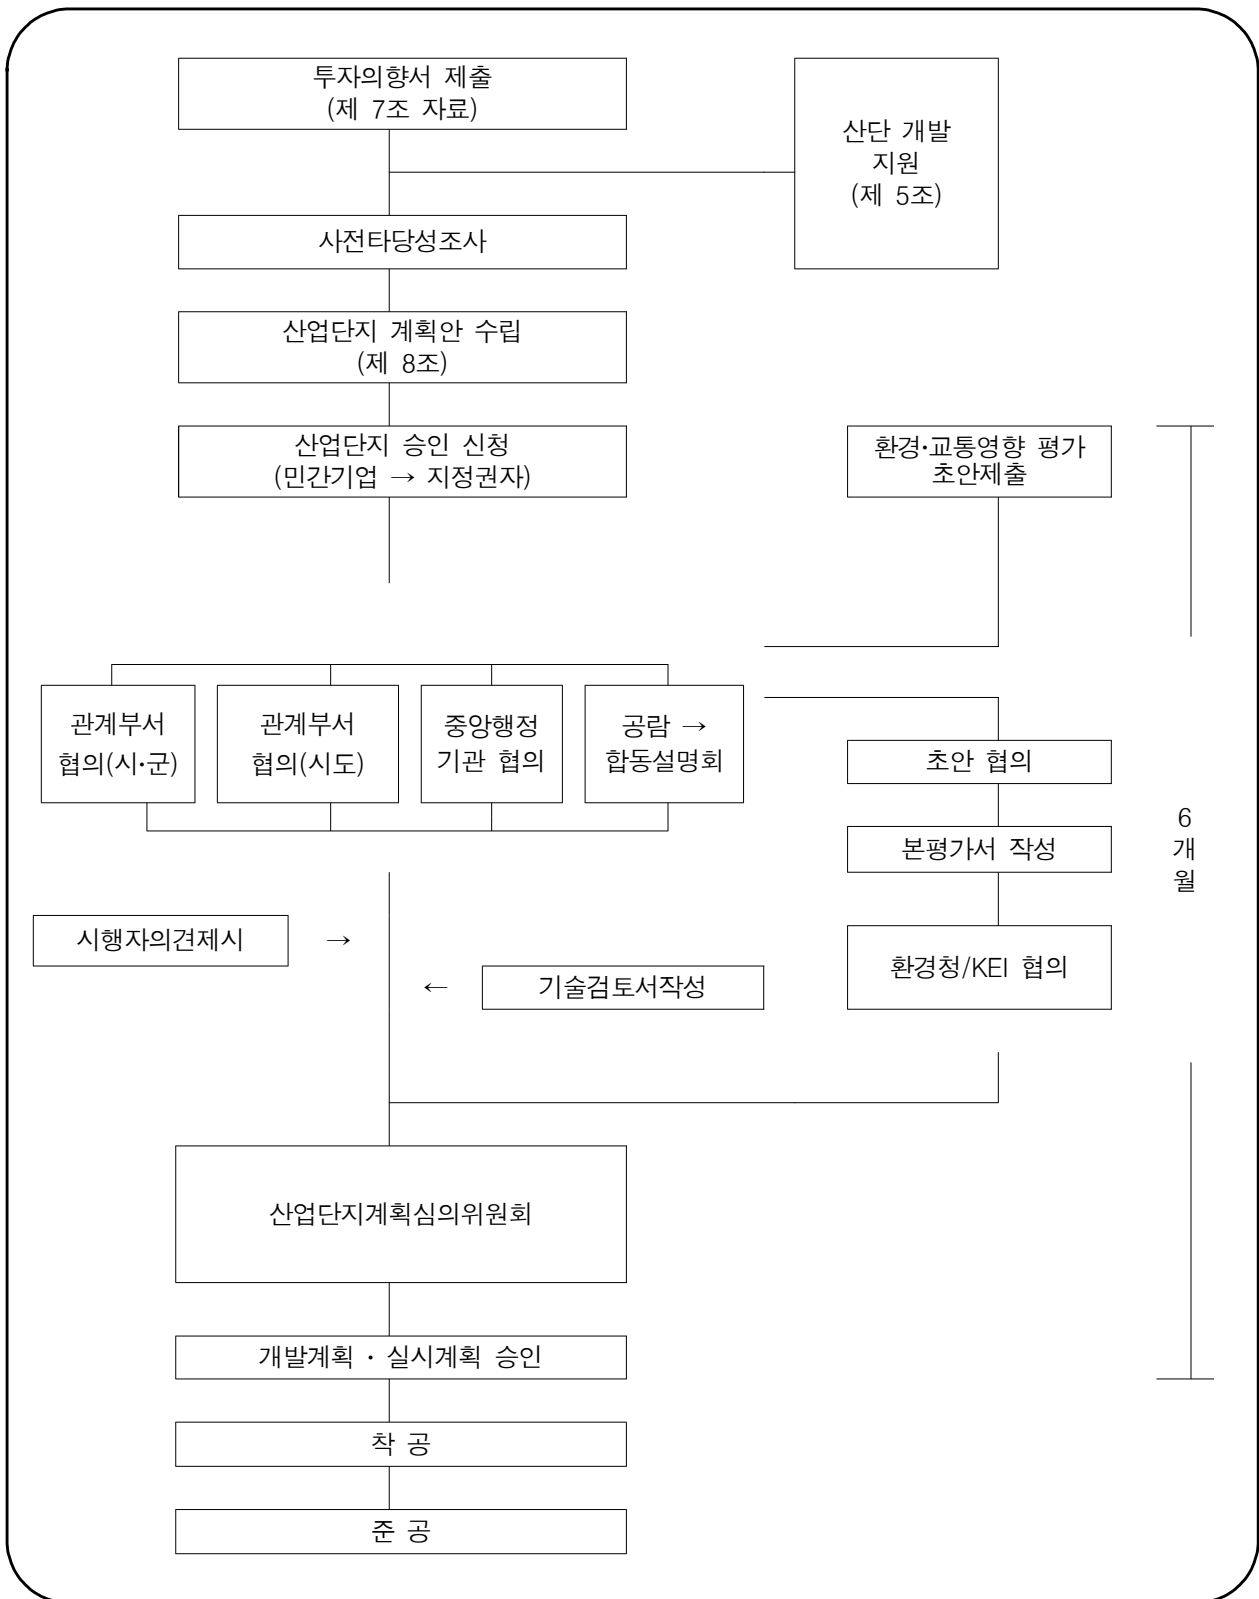 투자의향서 제출
(제 7조 자료)
산단 개발
지원
(제 5조)
사전타당성조사
산업단지 계획안 수립
(제 8조)
산업단지 승인 신청
(민간기업 → 지정권자)
환경·교통영향 평가
초안제출
관계부서
협의(시·군)
관계부서
협의(시도)
중앙행정
기관 협의
공람 →
합동설명회
초안 협의
본평가서 작성
환경청/KEI 협의
6
개
월
시행자의견제시
→
←
기술검토서작성
산업단지계획심의위원회
개발계획 · 실시계획 승인
착 공
준 공